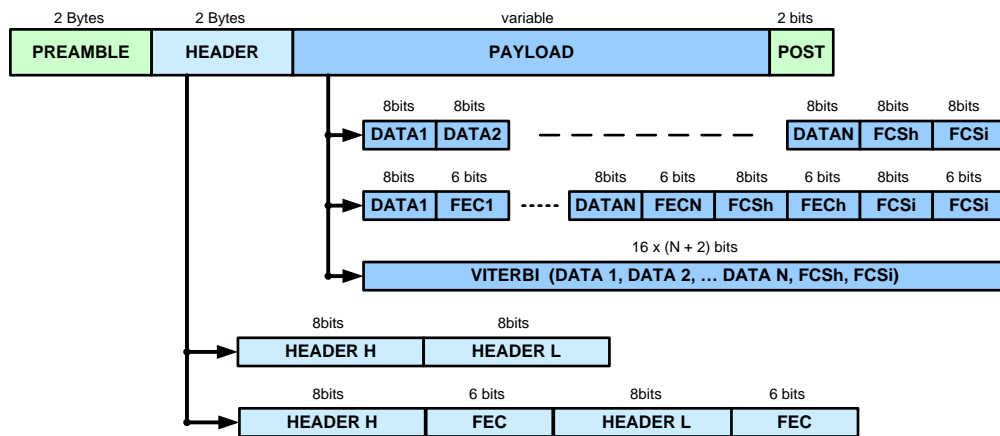 2 Bytes 2 Bytes variable 2 bits
PREAMBLE HEADER PAYLOAD POST
8bits 8bits 8bits 8bits 8bits
DATA1 DATA2 DATAN FCSh FCSi
8bits 6 bits 8bits 6 bits 8bits 6 bits 8bits 6 bits
DATA1 FEC1 DATAN FECN FCSh FECh FCSi FCSi
16 x (N + 2) bits
VITERBI (DATA 1, DATA 2, ... DATA N, FCSh, FCSi)
8bits 8bits
HEADER H HEADER L
8bits 6 bits 8bits 6 bits
HEADER H FEC HEADER L FEC